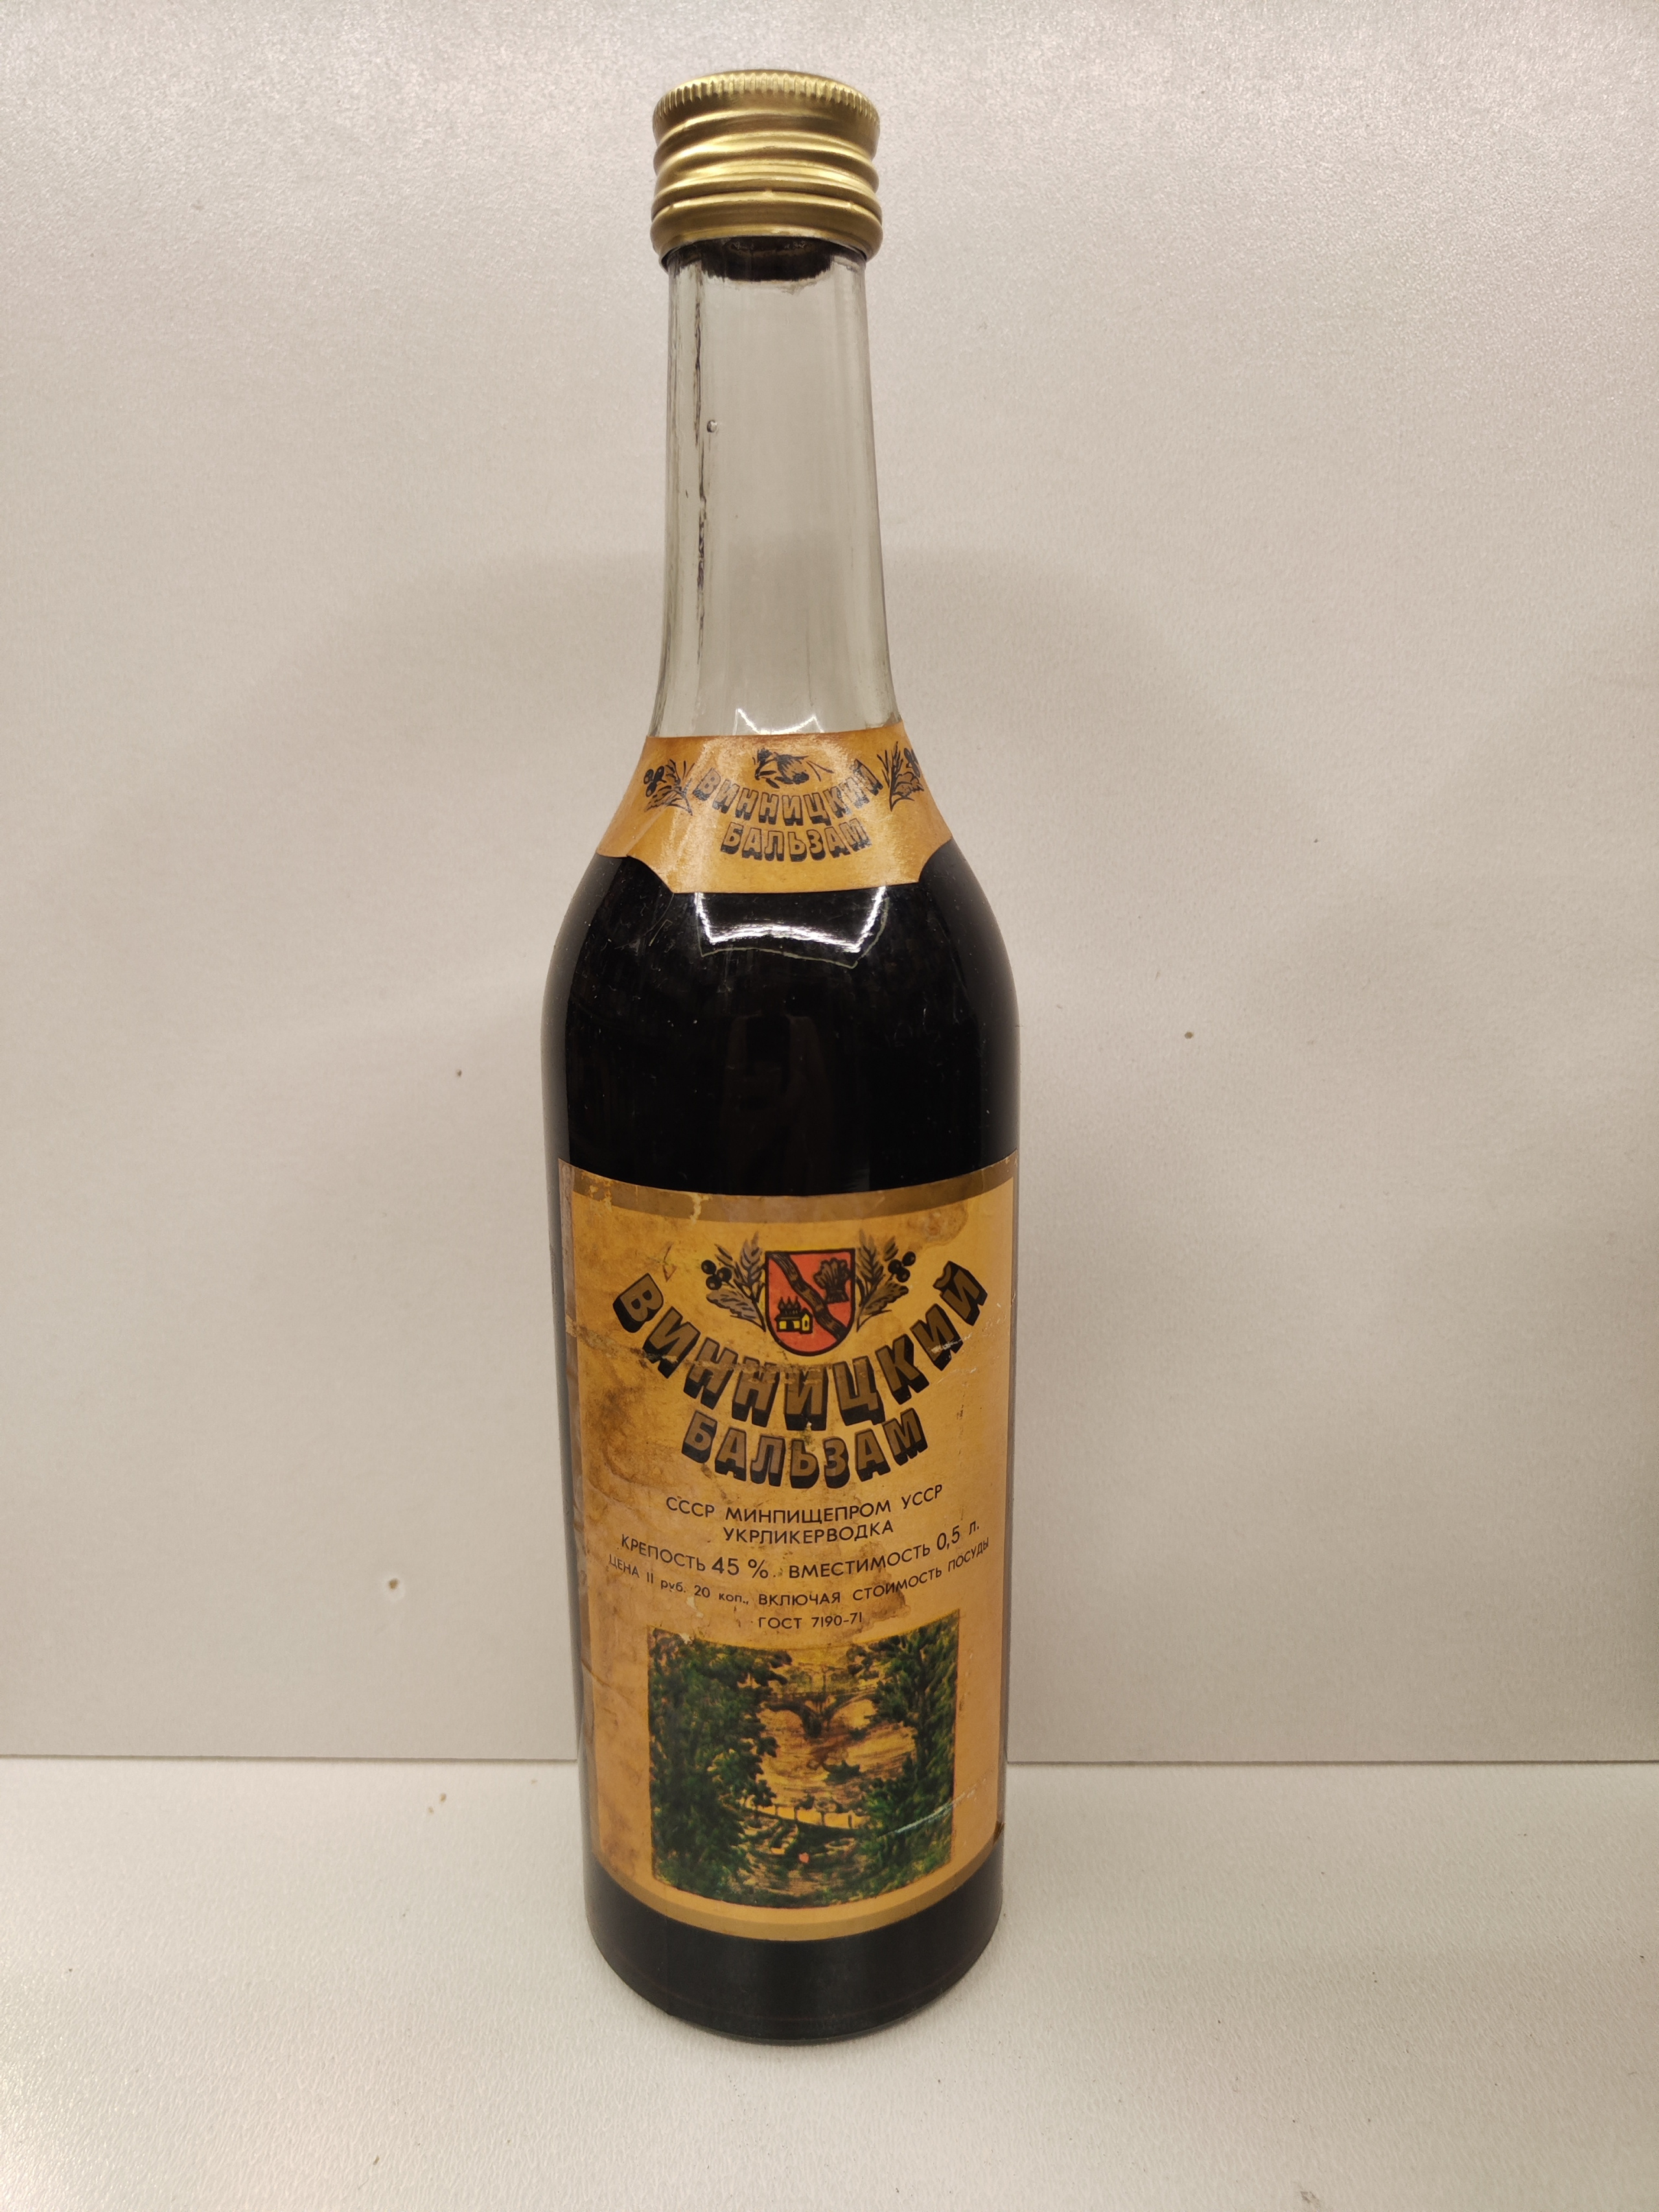 ВИННИЦКИЙ
БАЛЬЗАМ
ВИННИЦКИЙ
БАЛЬЗАМ
СССР МИНПИЩЕПРОМ УССР
УКРЛИКЕРВОДКА
КРЕПОСТЬ 45 %. ВМЕСТИМОСТЬ 0,5 л.
ЦЕНА 11 руб. 20 коп., ВКЛЮЧАЯ СТОИМОСТЬ ПОСУДЫ
ГОСТ 7190-71